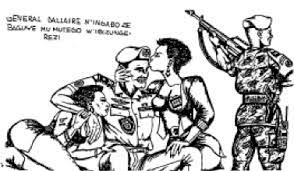 GENERAL DALLAIRE N'INGABO ZE
BAGUYE MU MUTEGO W'IBIZUNGE-
REZI